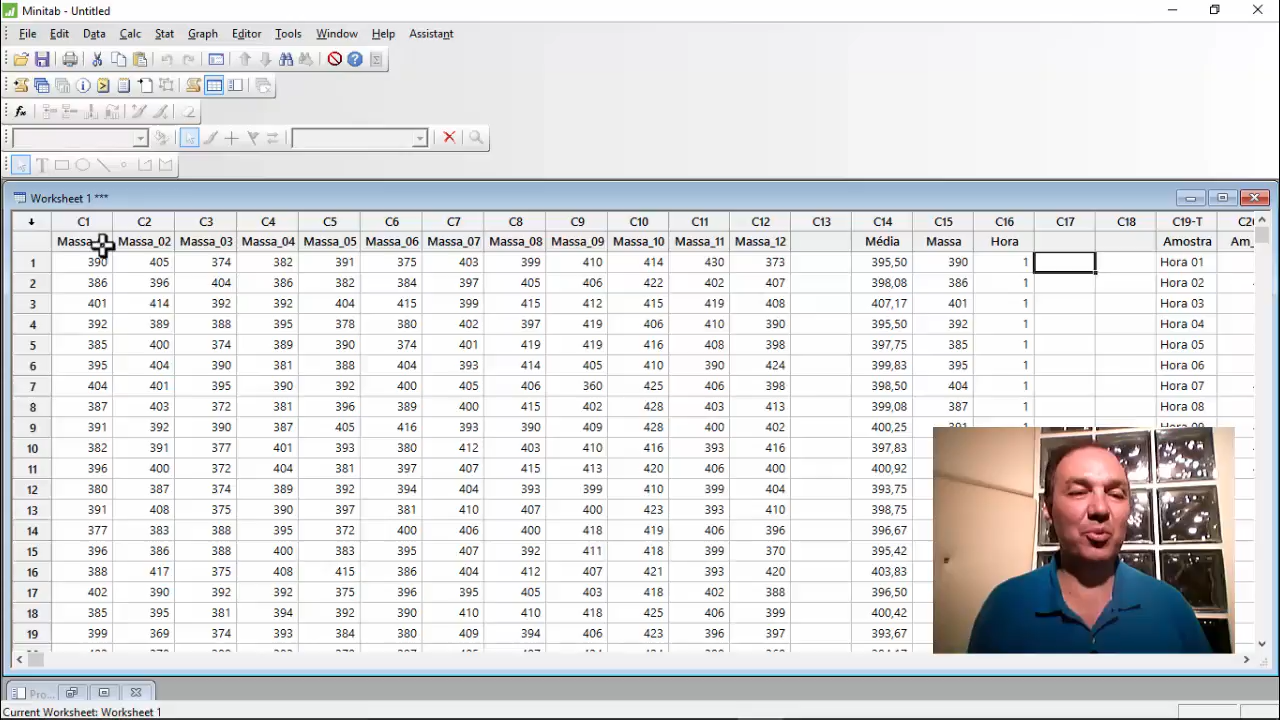 Minitab - Untitled
File Edit Data Calc Stat Graph Editor Tools Window Help Assistant
Worksheet 1 ***
C1 C2 C3 C4 C5 C6 C7 C8 C9 C10 C11 C12 C13 C14 C15 C16 C17 C18 C19-T
Massa_02 Massa_03 Massa_04 Massa_05 Massa_06 Massa_07 Massa_08 Massa_09 Massa_10 Massa_11 Massa_12 Média Massa Hora Amostra Am_
1 390 405 374 382 391 375 403 399 410 414 430 373 395,50 390 1 Hora 01
2 386 396 404 386 382 384 397 405 406 422 402 407 398,08 386 1 Hora 02
3 401 414 392 392 404 415 399 415 412 415 419 408 407,17 401 1 Hora 03
4 392 389 388 395 378 380 402 397 419 406 410 390 395,50 392 1 Hora 04
5 385 400 374 389 390 374 401 419 419 416 408 398 397,75 385 1 Hora 05
6 395 404 390 381 388 404 393 414 405 410 390 424 399,83 395 1 Hora 06
7 404 401 395 390 392 400 405 406 360 425 406 398 398,50 404 1 Hora 07
8 387 403 372 381 396 389 400 415 402 428 403 413 399,08 387 1 Hora 08
9 391 392 390 387 405 416 393 390 409 428 400 402 400,25
10 382 391 377 401 393 380 412 403 410 416 393 416 397,83
11 396 400 372 404 381 397 407 415 413 420 406 400 400,92
12 380 387 374 389 392 394 404 393 399 410 399 404 393,75
13 391 408 375 390 397 381 410 407 400 423 393 410 398,75
14 377 383 388 395 372 400 406 400 418 419 406 396 396,67
15 396 386 388 400 383 395 407 392 411 418 399 370 395,42
16 388 417 375 408 415 386 404 412 407 421 393 420 403,83
17 402 390 392 392 375 396 395 405 403 418 402 388 396,50
18 385 395 381 394 392 390 410 410 418 425 406 399 400,42
19 399 369 374 393 384 380 409 394 406 423 396 397 393,67
Pro...
Current Worksheet: Worksheet 1